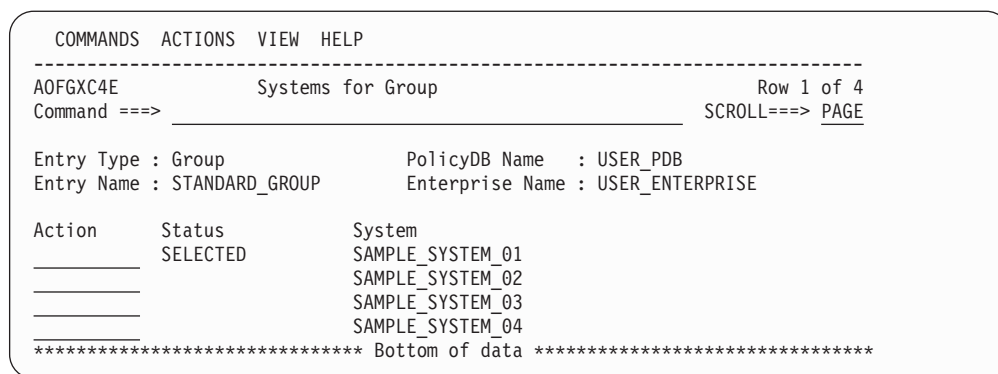 COMMANDS ACTIONS VIEW HELP
-------------------------------------------------------------------------------
AOFGXC4E Systems for Group Row 1 of 4
Command ===> SCROLL===> PAGE
Entry Type : Group PolicyDB Name : USER_PDB
Entry Name : STANDARD_GROUP Enterprise Name : USER_ENTERPRISE
Action Status System
SELECTED SAMPLE_SYSTEM_01
SAMPLE_SYSTEM_02
SAMPLE_SYSTEM_03
SAMPLE_SYSTEM_04
******************************* Bottom of data ********************************